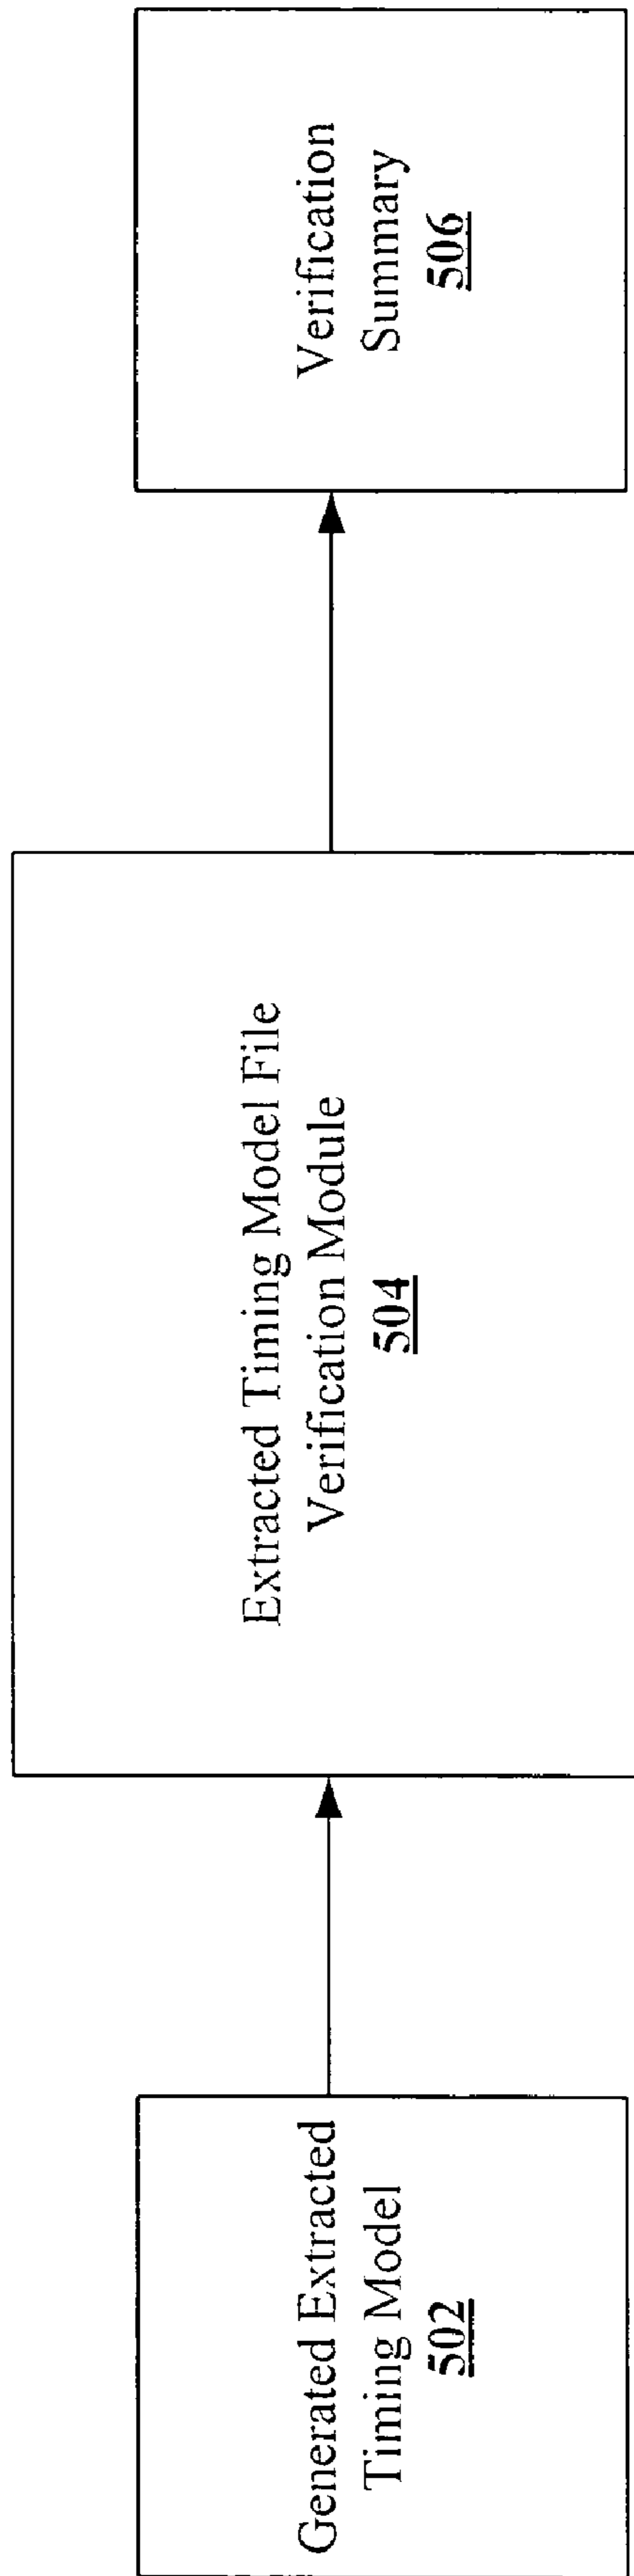 Generated Extracted
Timing Model
502
Extracted Timing Model File
Verification Module
504
Verification
Summary
506